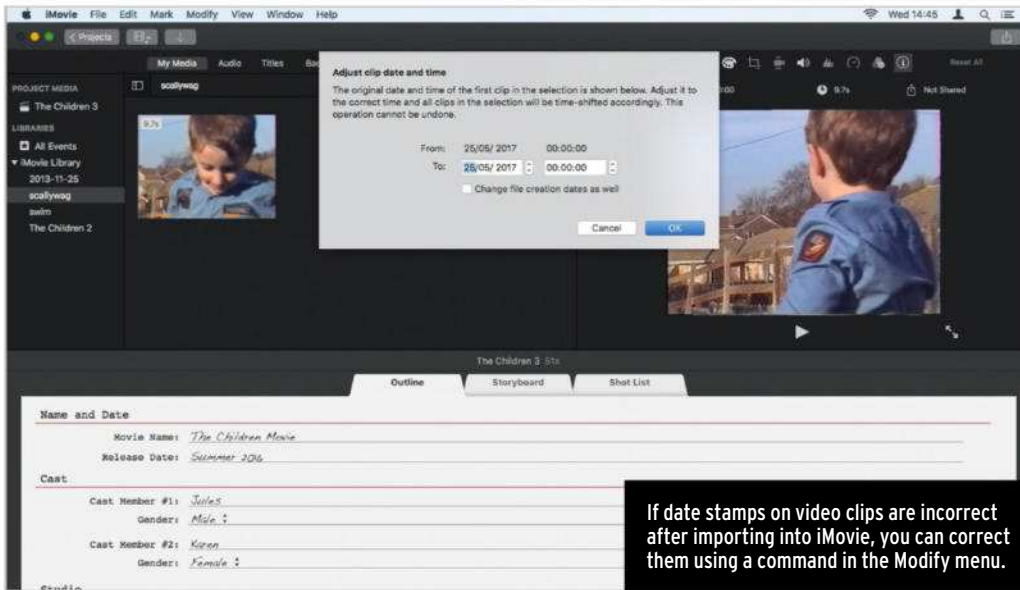 iMovie File Edit Mark Modify View Window Help
Wed 14:45
< Projects
My Media Audio Titles
Reset All
PROJECT MEDIA
scallywag
The Children 3
LIBRARIES
All Events
iMovie Library
2013-11-25
scallywag
swim
The Children 2
9.7s
Adjust clip date and time
The original date and time of the first clip in the selection is shown below. Adjust it to
the correct time and all clips in the selection will be time-shifted accordingly. This
operation cannot be undone.
From: 25/05/ 2017 00:00:00
To: 25/05/ 2017 00:00:00
Change file creation dates as well
Cancel OK
9.7s Not Shared
The Children 3 51s
Outline Storyboard Shot List
Name and Date
Movie Name: The Children Movie
Release Date: Summer 2016
Cast
Cast Member #1: Jules
Gender: Male
Cast Member #2: Karen
Gender: Female
Studio
If date stamps on video clips are incorrect
after importing into iMovie, you can correct
them using a command in the Modify menu.